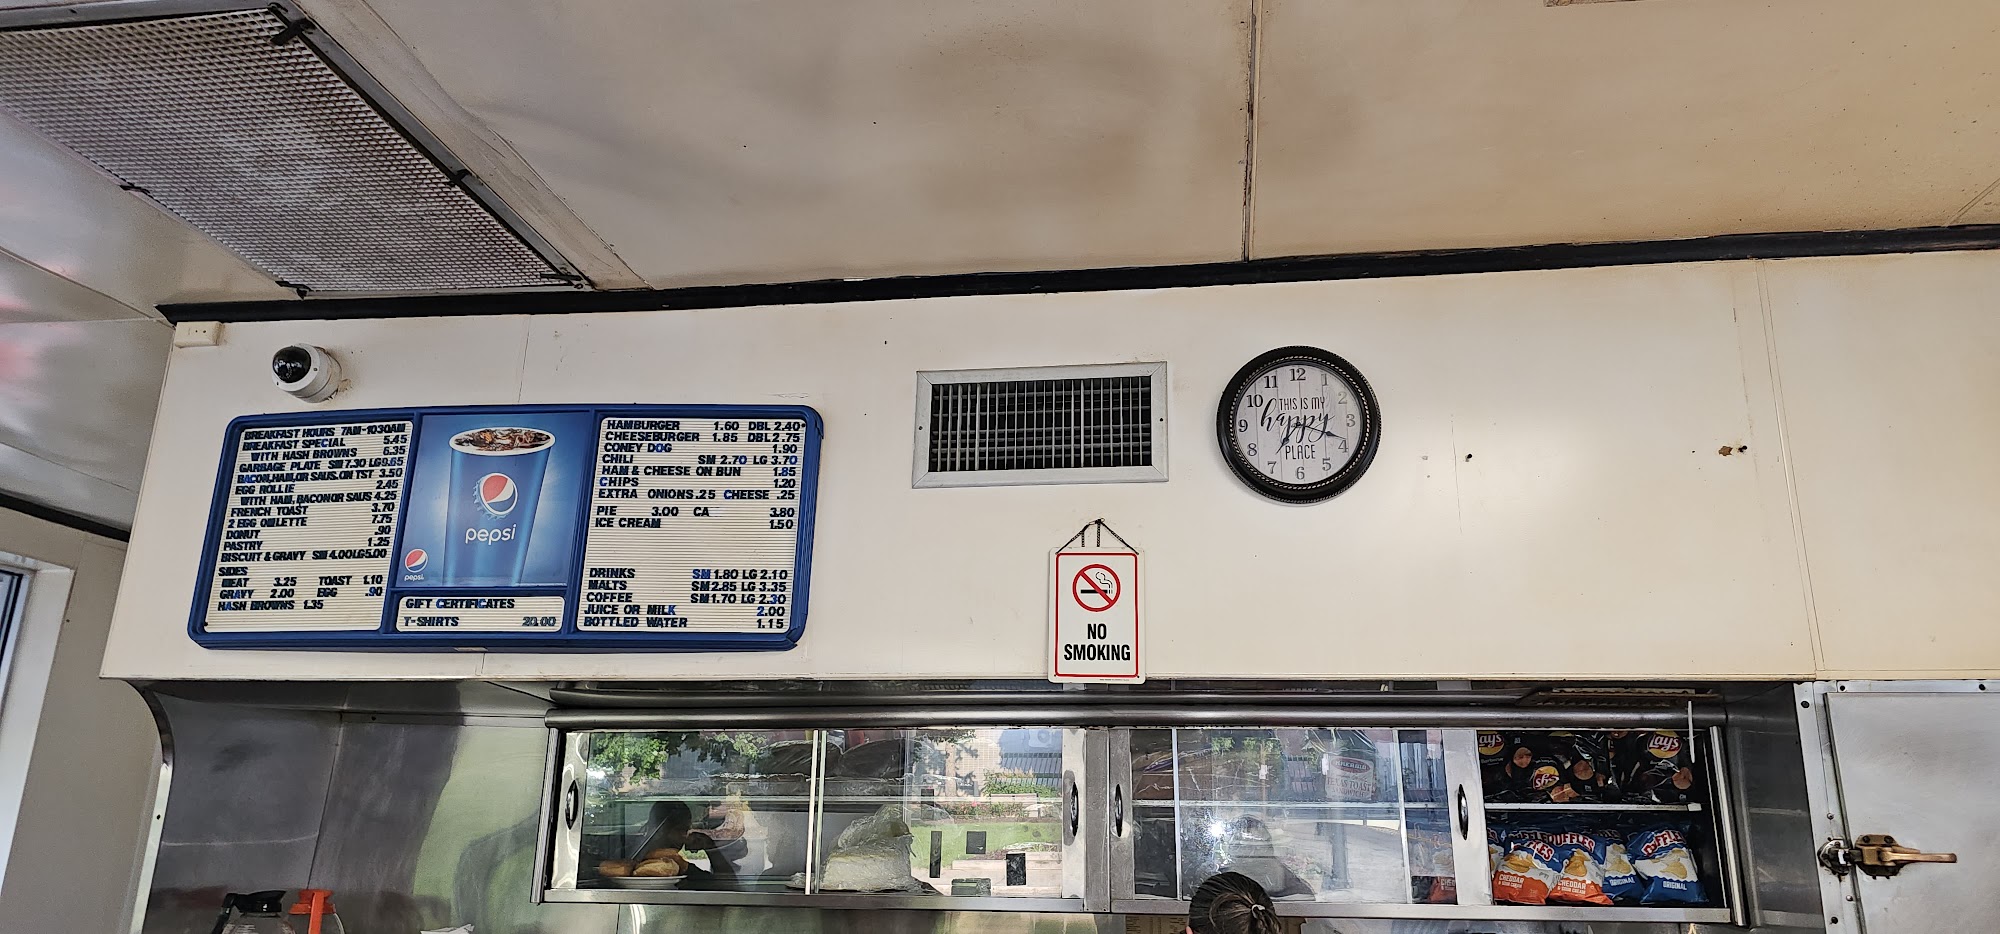 BREAKFAST HOURS 7AM-1030AM
BREAKFAST SPECIAL 5.45
WITH HASH BROWNS 6.35
GARBAGE PLATE SM 7.30 LG 9.65
BACON,HAM,OR SAUS. ON TST 3.50
EGG ROLLIE 2.45
WITH HAM, BACON OR SAUS 4.25
FRENCH TOAST 3.70
2 EGG OMLETTE 7.75
DONUT .90
PASTRY 1.25
BISCUIT & GRAVY SM 4.00 LG 5.00
SIDES
MEAT 3.25 TOAST 1.10
GRAVY 2.00 EGG .90
HASH BROWNS 1.35
pepsi
pepsi
GIFT CERTIFICATES
T-SHIRTS 20.00
HAMBURGER 1.60 DBL 2.40
CHEESEBURGER 1.85 DBL 2.75
CONEY DOG 1.90
CHILI SM 2.70 LG 3.70
HAM & CHEESE ON BUN 1.85
CHIPS 1.20
EXTRA ONIONS .25 CHEESE .25
PIE 3.00 CA 3.80
ICE CREAM 1.50
DRINKS SM 1.80 LG 2.10
MALTS SM 2.85 LG 3.35
COFFEE SM 1.70 LG 2.30
JUICE OR MILK 2.00
BOTTLED WATER 1.15
12
1
2
3
4
5
6
7
8
9
10
11
THIS IS MY
happy
PLACE
NO
SMOKING
Lay's
Lay's
Lay's
RUFFLES
RUFFLES
RUFFLES
CHEDDAR
& SOUR CREAM
CHEDDAR
& SOUR CREAM
ORIGINAL
ORIGINAL